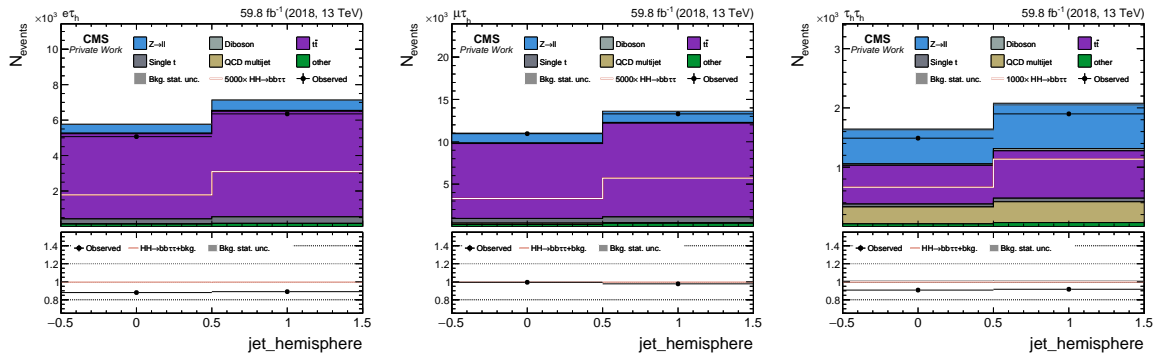 ×10³ eτₕ 59.8 fb⁻¹ (2018, 13 TeV)
N_events
CMS
Private Work
Z→ll Diboson tt̄
Single t QCD multijet other
Bkg. stat. unc. 5000× HH→bbττ Observed
10
8
6
4
2
Observed HH→bbττ+bkg. Bkg. stat. unc.
1.4
1.2
1
0.8
−0.5 0 0.5 1 1.5
jet_hemisphere
×10³ μτₕ 59.8 fb⁻¹ (2018, 13 TeV)
N_events
CMS
Private Work
Z→ll Diboson tt̄
Single t QCD multijet other
Bkg. stat. unc. 5000× HH→bbττ Observed
20
15
10
5
Observed HH→bbττ+bkg. Bkg. stat. unc.
1.4
1.2
1
0.8
−0.5 0 0.5 1 1.5
jet_hemisphere
×10³ τₕτₕ 59.8 fb⁻¹ (2018, 13 TeV)
N_events
CMS
Private Work
Z→ll Diboson tt̄
Single t QCD multijet other
Bkg. stat. unc. 1000× HH→bbττ Observed
3
2
1
Observed HH→bbττ+bkg. Bkg. stat. unc.
1.4
1.2
1
0.8
−0.5 0 0.5 1 1.5
jet_hemisphere